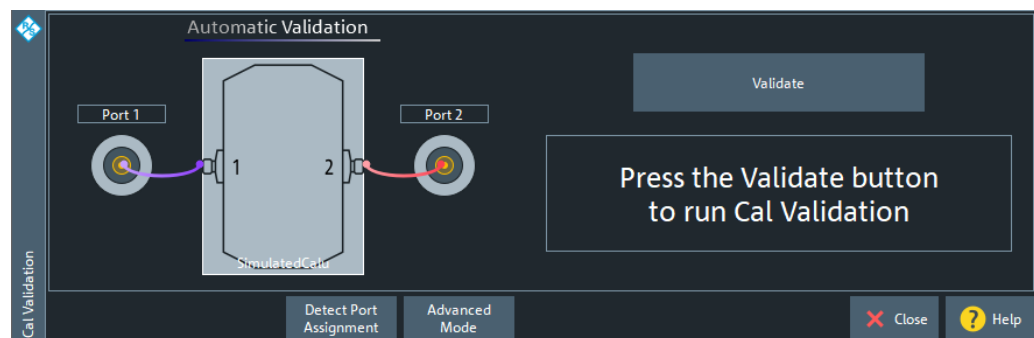 Automatic Validation
Port 1
Port 2
1
2
SimulatedCalu
Validate
Press the Validate button
to run Cal Validation
Cal Validation
Detect Port
Assignment
Advanced
Mode
Close
? Help